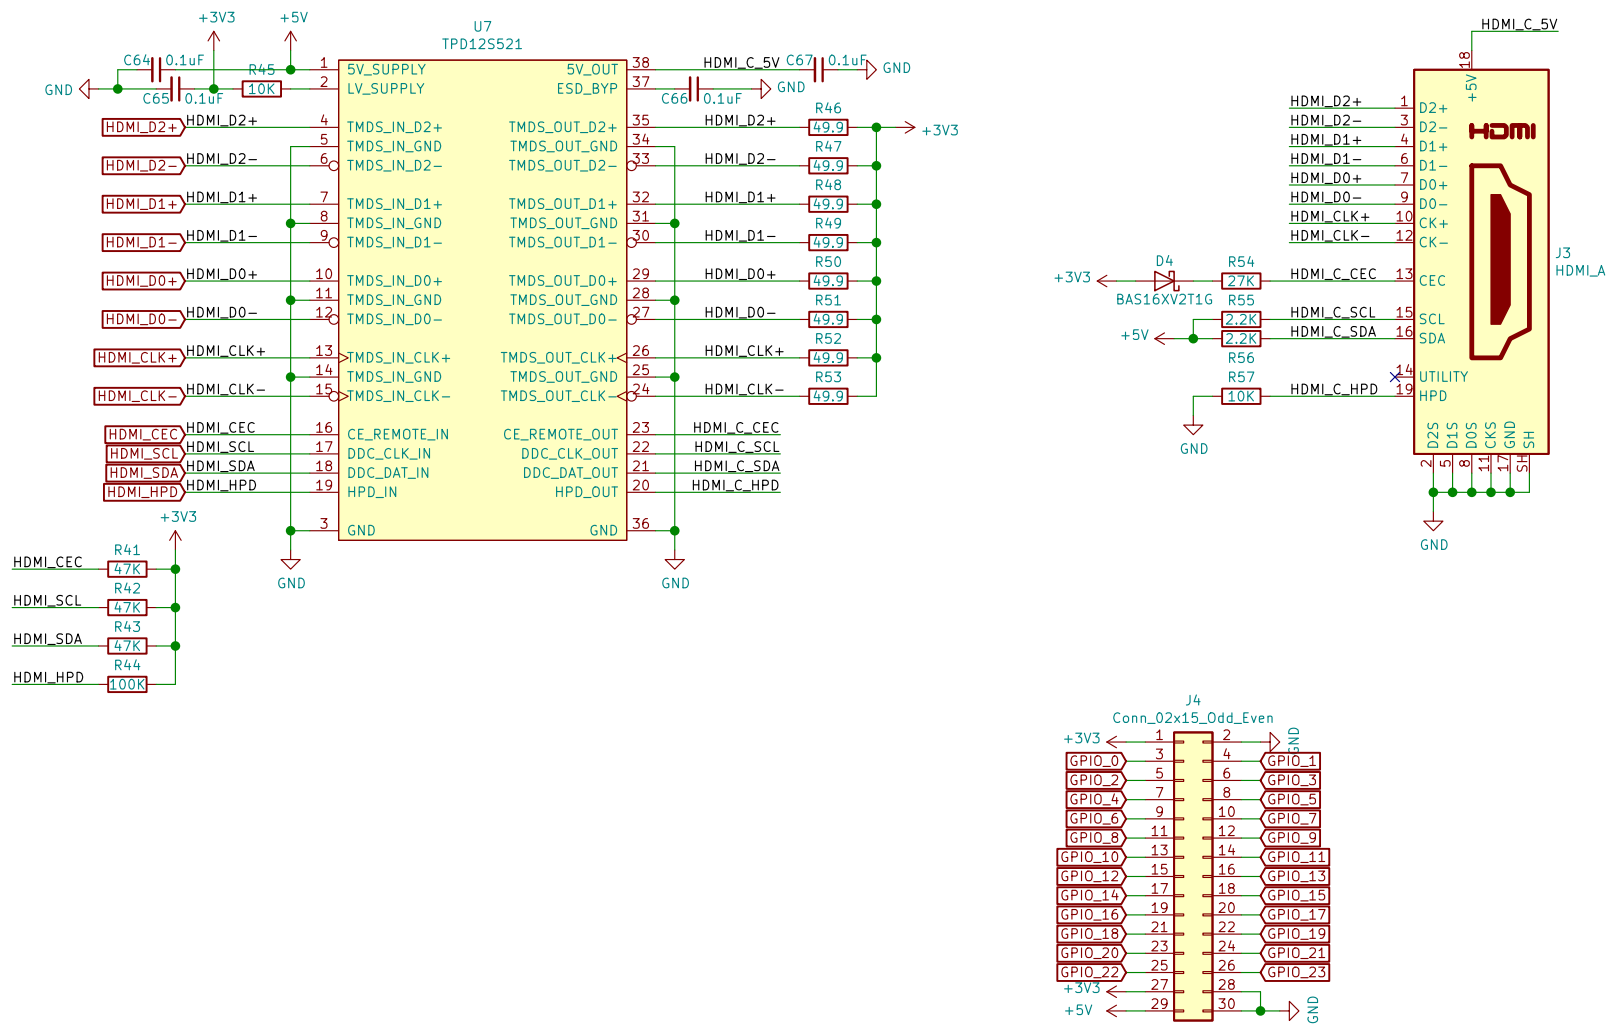 U7
TPD12S521
+3V3
+5V
C64
0.1uF
GND
C65
0.1uF
R45
10K
1 5V_SUPPLY
2 LV_SUPPLY
HDMI_D2+ HDMI_D2+ 4 TMDS_IN_D2+
5 TMDS_IN_GND
HDMI_D2- HDMI_D2- 6 TMDS_IN_D2-
HDMI_D1+ HDMI_D1+ 7 TMDS_IN_D1+
8 TMDS_IN_GND
HDMI_D1- HDMI_D1- 9 TMDS_IN_D1-
HDMI_D0+ HDMI_D0+ 10 TMDS_IN_D0+
11 TMDS_IN_GND
HDMI_D0- HDMI_D0- 12 TMDS_IN_D0-
HDMI_CLK+ HDMI_CLK+ 13 TMDS_IN_CLK+
14 TMDS_IN_GND
HDMI_CLK- HDMI_CLK- 15 TMDS_IN_CLK-
HDMI_CEC HDMI_CEC 16 CE_REMOTE_IN
HDMI_SCL HDMI_SCL 17 DDC_CLK_IN
HDMI_SDA HDMI_SDA 18 DDC_DAT_IN
HDMI_HPD HDMI_HPD 19 HPD_IN
3 GND
GND
5V_OUT 38 HDMI_C_5V C67 0.1uF GND
ESD_BYP 37 C66 0.1uF GND
TMDS_OUT_D2+ 35 HDMI_D2+ R46 49.9 +3V3
TMDS_OUT_GND 34
TMDS_OUT_D2- 33 HDMI_D2- R47 49.9
TMDS_OUT_D1+ 32 HDMI_D1+ R48 49.9
TMDS_OUT_GND 31
TMDS_OUT_D1- 30 HDMI_D1- R49 49.9
TMDS_OUT_D0+ 29 HDMI_D0+ R50 49.9
TMDS_OUT_GND 28
TMDS_OUT_D0- 27 HDMI_D0- R51 49.9
TMDS_OUT_CLK+ 26 HDMI_CLK+ R52 49.9
TMDS_OUT_GND 25
TMDS_OUT_CLK- 24 HDMI_CLK- R53 49.9
CE_REMOTE_OUT 23 HDMI_C_CEC
DDC_CLK_OUT 22 HDMI_C_SCL
DDC_DAT_OUT 21 HDMI_C_SDA
HPD_OUT 20 HDMI_C_HPD
GND 36
GND
+3V3
HDMI_CEC R41 47K
HDMI_SCL R42 47K
HDMI_SDA R43 47K
HDMI_HPD R44 100K
HDMI_C_5V
18
+5V
HDMI
HDMI_D2+ 1 D2+
HDMI_D2- 3 D2-
HDMI_D1+ 4 D1+
HDMI_D1- 6 D1-
HDMI_D0+ 7 D0+
HDMI_D0- 9 D0-
HDMI_CLK+ 10 CK+
HDMI_CLK- 12 CK-
J3
HDMI_A
+3V3 D4 BAS16XV2T1G R54 27K HDMI_C_CEC 13 CEC
R55 2.2K HDMI_C_SCL 15 SCL
+5V 2.2K R56 HDMI_C_SDA 16 SDA
14 UTILITY
R57 10K HDMI_C_HPD 19 HPD
GND
D2S D1S D0S CKS GND SH
2 5 8 11 17 SH
GND
J4
Conn_02x15_Odd_Even
+3V3 1 2 GND
GPIO_0 3 4 GPIO_1
GPIO_2 5 6 GPIO_3
GPIO_4 7 8 GPIO_5
GPIO_6 9 10 GPIO_7
GPIO_8 11 12 GPIO_9
GPIO_10 13 14 GPIO_11
GPIO_12 15 16 GPIO_13
GPIO_14 17 18 GPIO_15
GPIO_16 19 20 GPIO_17
GPIO_18 21 22 GPIO_19
GPIO_20 23 24 GPIO_21
GPIO_22 25 26 GPIO_23
+3V3 27 28
+5V 29 30 GND